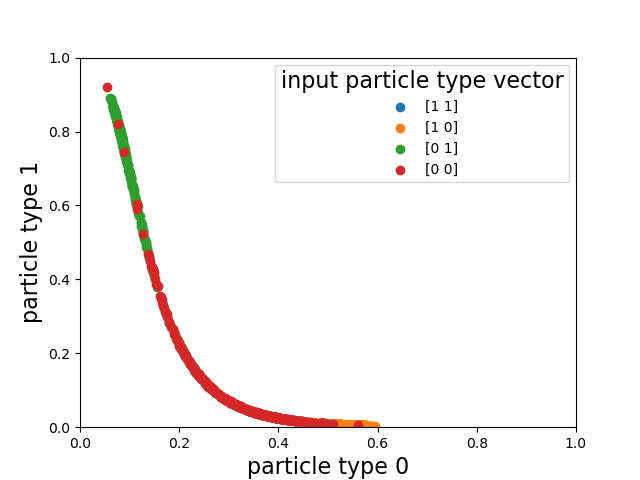 1.0
0.8
0.6
0.4
0.2
0.0
particle type 1
input particle type vector
[1 1]
[1 0]
[0 1]
[0 0]
0.0 0.2 0.4 0.6 0.8 1.0
particle type 0